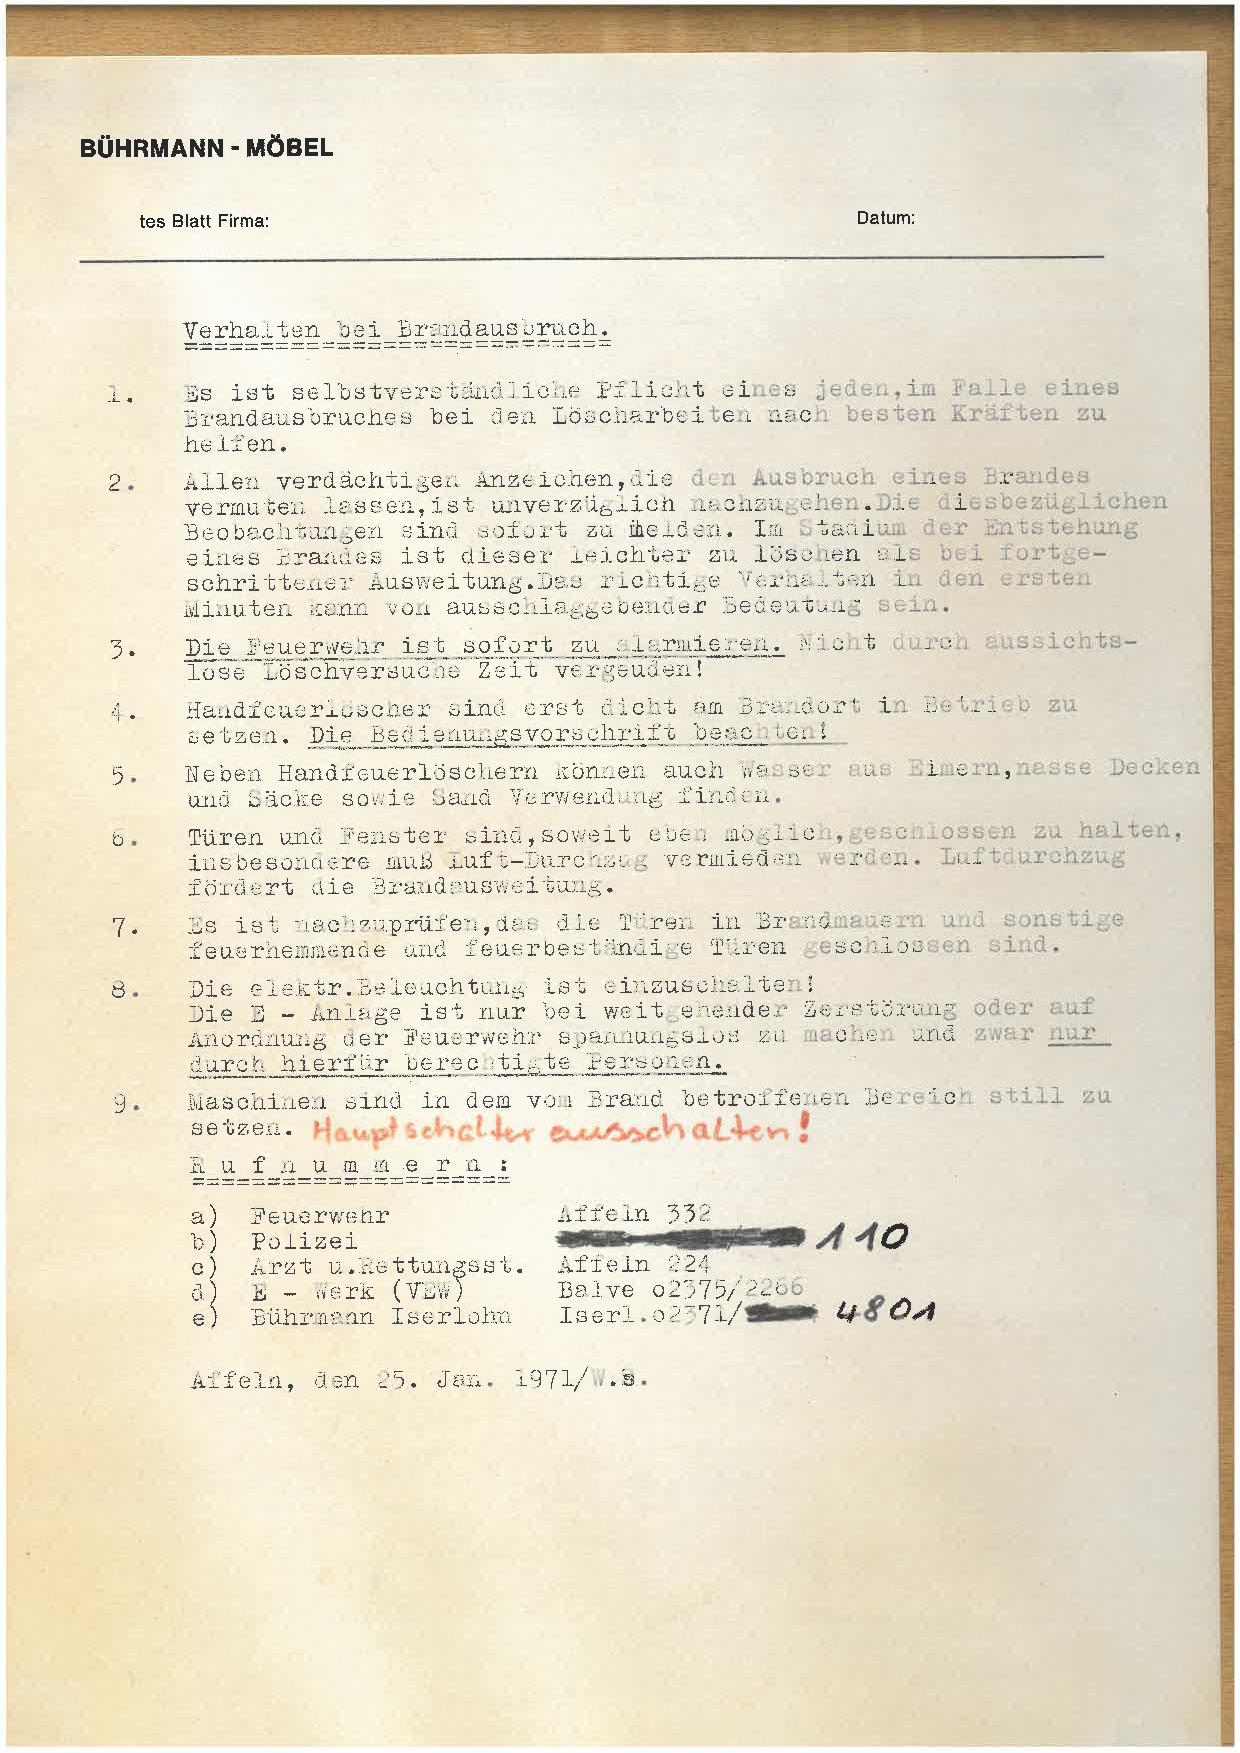 BÜHRMANN - MÖBEL
tes Blatt Firma: Datum:
Verhalten bei Brandausbruch.
1. Es ist selbstverständliche Pflicht eines jeden,im Falle eines
Brandausbruches bei den Löscharbeiten nach besten Kräften zu
helfen.
2. Allen verdächtigen Anzeichen,die den Ausbruch eines Brandes
vermuten lassen,ist unverzüglich nachzugehen.Die diesbezüglichen
Beobachtungen sind sofort zu melden. Im Stadium der Entstehung
eines Brandes ist dieser leichter zu löschen als bei fortge-
schrittener Ausweitung.Das richtige Verhalten in den ersten
Minuten kann von ausschlaggebender Bedeutung sein.
3. Die Feuerwehr ist sofort zu alarmieren. Nicht durch aussichts-
lose Löschversuche Zeit vergeuden!
4. Handfeuerlöscher sind erst dicht am Brandort in Betrieb zu
setzen. Die Bedienungsvorschrift beachten!
5. Neben Handfeuerlöschern können auch Wasser aus Eimern,nasse Decken
und Säcke sowie Sand Verwendung finden.
6. Türen und Fenster sind,soweit eben möglich,geschlossen zu halten,
insbesondere muß Luft-Durchzug vermieden werden. Luftdurchzug
fördert die Brandausweitung.
7. Es ist nachzuprüfen,das die Türen in Brandmauern und sonstige
feuerhemmende und feuerbeständige Türen geschlossen sind.
8. Die elektr.Beleuchtung ist einzuschalten!
Die E - Anlage ist nur bei weitgehender Zerstörung oder auf
Anordnung der Feuerwehr spannungslos zu machen und zwar nur
durch hierfür berechtigte Personen.
9. Maschinen sind in dem vom Brand betroffenen Bereich still zu
setzen. Hauptschalter ausschalten!
R u f n u m m e r n :
a) Feuerwehr Affeln 332
b) Polizei 110
c) Arzt u.Rettungsst. Affeln 224
d) E - Werk (VEW) Balve o2375/2266
e) Bührmann Iserlohn Iserl.o2371/ 4801
Affeln, den 25. Jan. 1971/W.B.